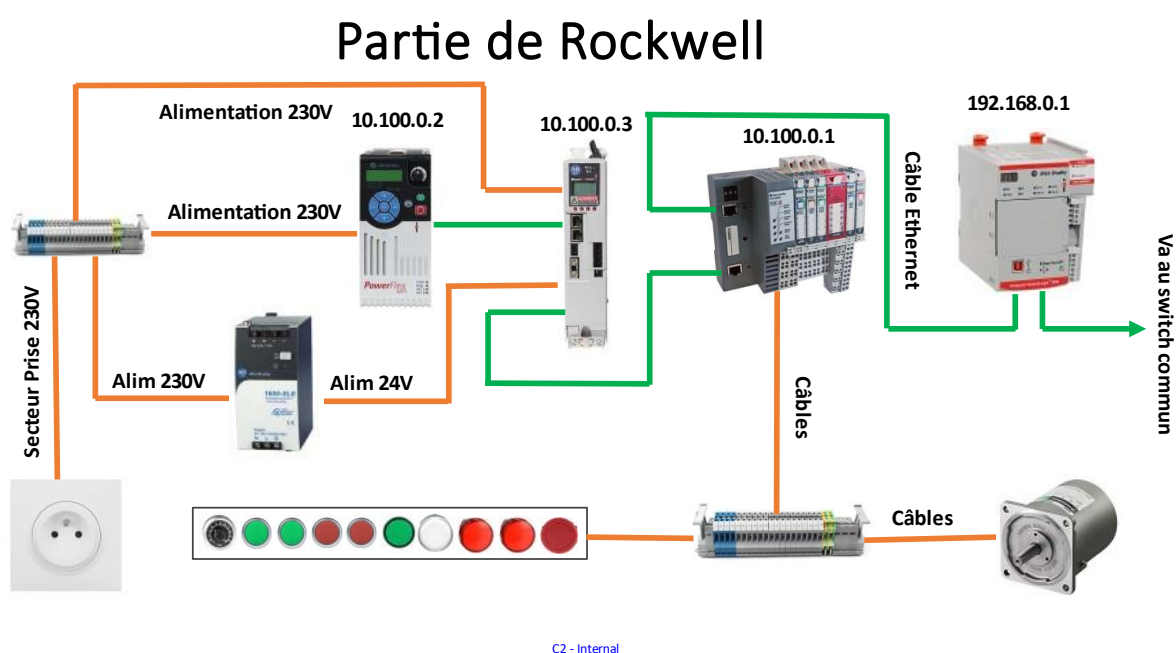 Partie de Rockwell
Alimentation 230V
10.100.0.2
10.100.0.3
10.100.0.1
192.168.0.1
Alimentation 230V
Câble Ethernet
Va au switch commun
PowerFlex
Secteur Prise 230V
Alim 230V
Alim 24V
Câbles
Câbles
C2 - Internal